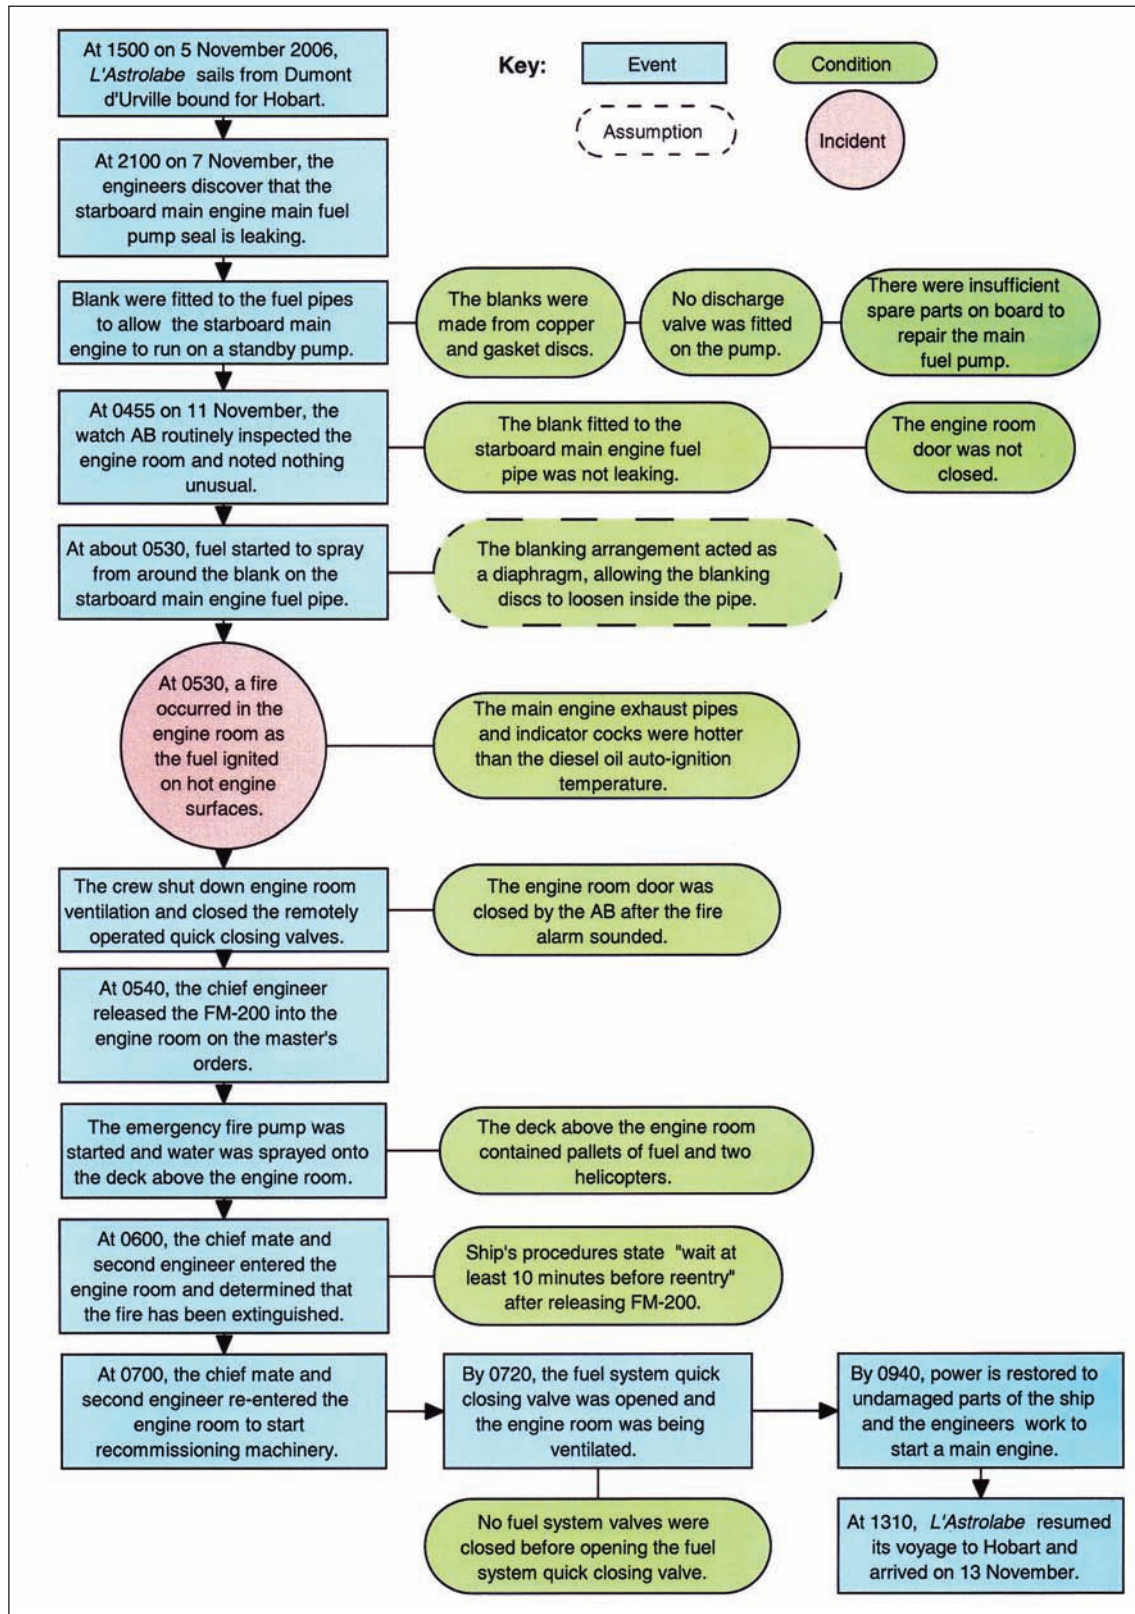 At 1500 on 5 November 2006,
L'Astrolabe sails from Dumont
d'Urville bound for Hobart.
Key:
Event
Condition
Assumption
Incident
At 2100 on 7 November, the
engineers discover that the
starboard main engine main fuel
pump seal is leaking.
Blank were fitted to the fuel pipes
to allow the starboard main
engine to run on a standby pump.
The blanks were
made from copper
and gasket discs.
No discharge
valve was fitted
on the pump.
There were insufficient
spare parts on board to
repair the main
fuel pump.
At 0455 on 11 November, the
watch AB routinely inspected the
engine room and noted nothing
unusual.
The blank fitted to the
starboard main engine fuel
pipe was not leaking.
The engine room
door was not
closed.
At about 0530, fuel started to spray
from around the blank on the
starboard main engine fuel pipe.
The blanking arrangement acted as
a diaphragm, allowing the blanking
discs to loosen inside the pipe.
At 0530, a fire
occurred in the
engine room as
the fuel ignited
on hot engine
surfaces.
The main engine exhaust pipes
and indicator cocks were hotter
than the diesel oil auto-ignition
temperature.
The crew shut down engine room
ventilation and closed the remotely
operated quick closing valves.
The engine room door was
closed by the AB after the fire
alarm sounded.
At 0540, the chief engineer
released the FM-200 into the
engine room on the master's
orders.
The emergency fire pump was
started and water was sprayed onto
the deck above the engine room.
The deck above the engine room
contained pallets of fuel and two
helicopters.
At 0600, the chief mate and
second engineer entered the
engine room and determined that
the fire has been extinguished.
Ship's procedures state "wait at
least 10 minutes before reentry"
after releasing FM-200.
At 0700, the chief mate and
second engineer re-entered the
engine room to start
recommissioning machinery.
By 0720, the fuel system quick
closing valve was opened and
the engine room was being
ventilated.
By 0940, power is restored to
undamaged parts of the ship
and the engineers work to
start a main engine.
No fuel system valves were
closed before opening the fuel
system quick closing valve.
At 1310, L'Astrolabe resumed
its voyage to Hobart and
arrived on 13 November.